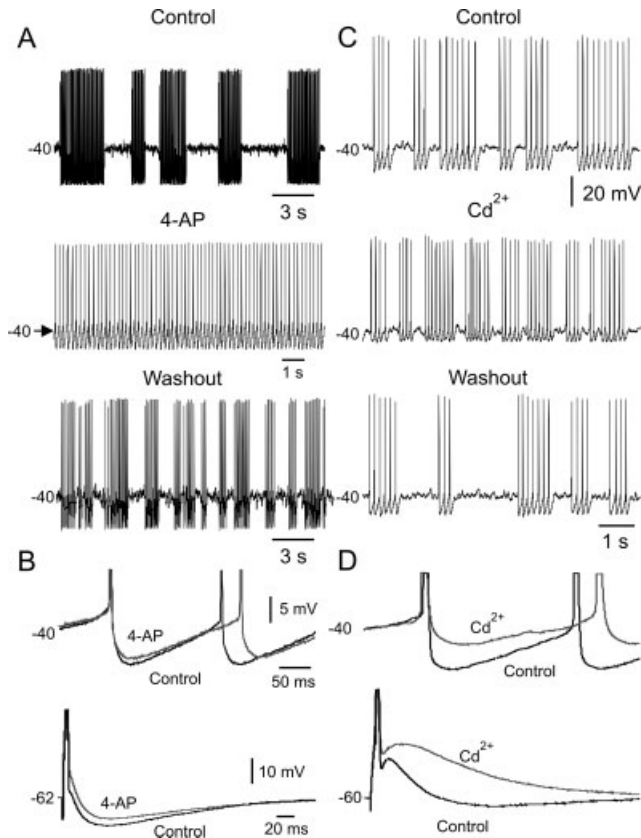 A
Control
-40
3 s
4-AP
-40
1 s
Washout
-40
3 s
B
-40
4-AP
Control
5 mV
50 ms
-62
4-AP
Control
10 mV
20 ms
C
Control
-40
20 mV
Cd2+
-40
Washout
-40
1 s
D
-40
Cd2+
Control
-60
Cd2+
Control